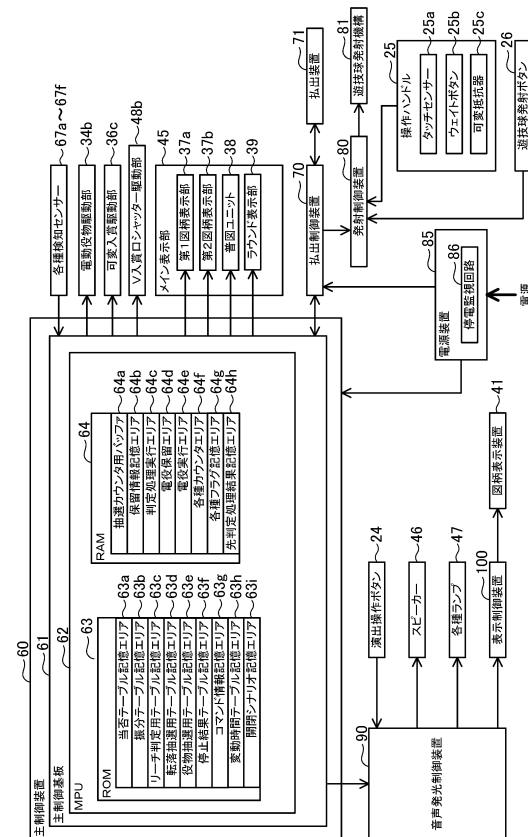 60
主制御装置
61
主制御基板
62
MPU
63
ROM
当否テーブル記憶エリア 63a
振分テーブル記憶エリア 63b
リーチ判定用テーブル記憶エリア 63c
転落抽選用テーブル記憶エリア 63d
役物抽選用テーブル記憶エリア 63e
停止結果テーブル記憶エリア 63f
コマンド情報記憶エリア 63g
変動時間テーブル記憶エリア 63h
開閉シナリオ記憶エリア 63i
64
RAM
抽選カウンタ用バッファ 64a
保留情報記憶エリア 64b
判定処理実行エリア 64c
電役保留エリア 64d
電役実行エリア 64e
各種カウンタエリア 64f
各種フラグ記憶エリア 64g
先判定処理結果記憶エリア 64h
各種検知センサー 67a～67f
電動役物駆動部 34b
可変入賞駆動部 36c
V入賞口シャッター駆動部 48b
メイン表示部 45
第1図柄表示部 37a
第2図柄表示部 37b
普図ユニット 38
ラウンド表示部 39
払出制御装置 70
払出装置 71
発射制御装置 80
遊技球発射機構 81
操作ハンドル 25
タッチセンサー 25a
ウェイトボタン 25b
可変抵抗器 25c
遊技球発射ボタン 26
電源装置 85
停電監視回路 86
電源
音声発光制御装置 90
演出操作ボタン 24
スピーカー 46
各種ランプ 47
表示制御装置 100
図柄表示装置 41